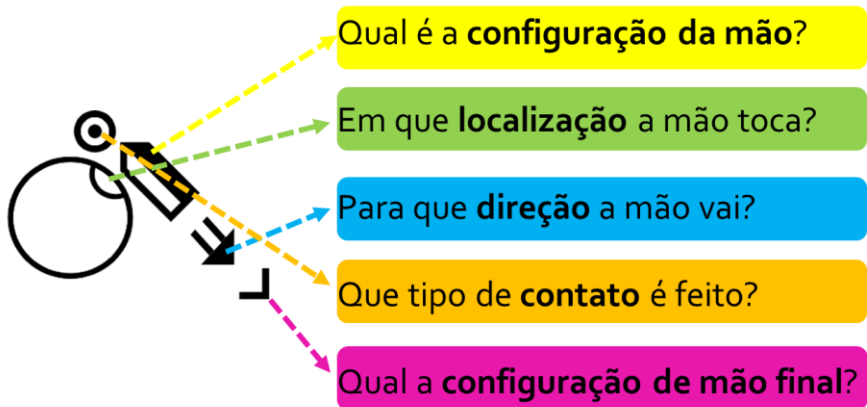 Qual é a configuração da mão?
Em que localização a mão toca?
Para que direção a mão vai?
Que tipo de contato é feito?
Qual a configuração de mão final?